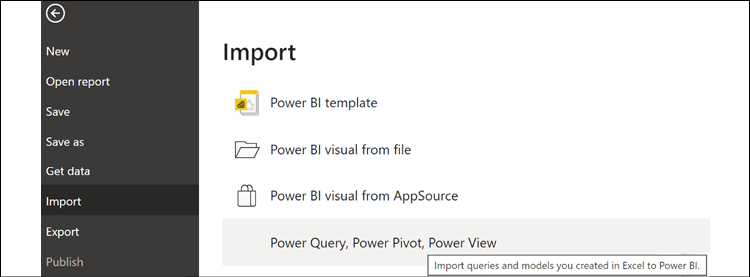 New
Open report
Save
Save as
Get data
Import
Export
Publish
Import
Power BI template
Power BI visual from file
Power BI visual from AppSource
Power Query, Power Pivot, Power View
Import queries and models you created in Excel to Power BI.